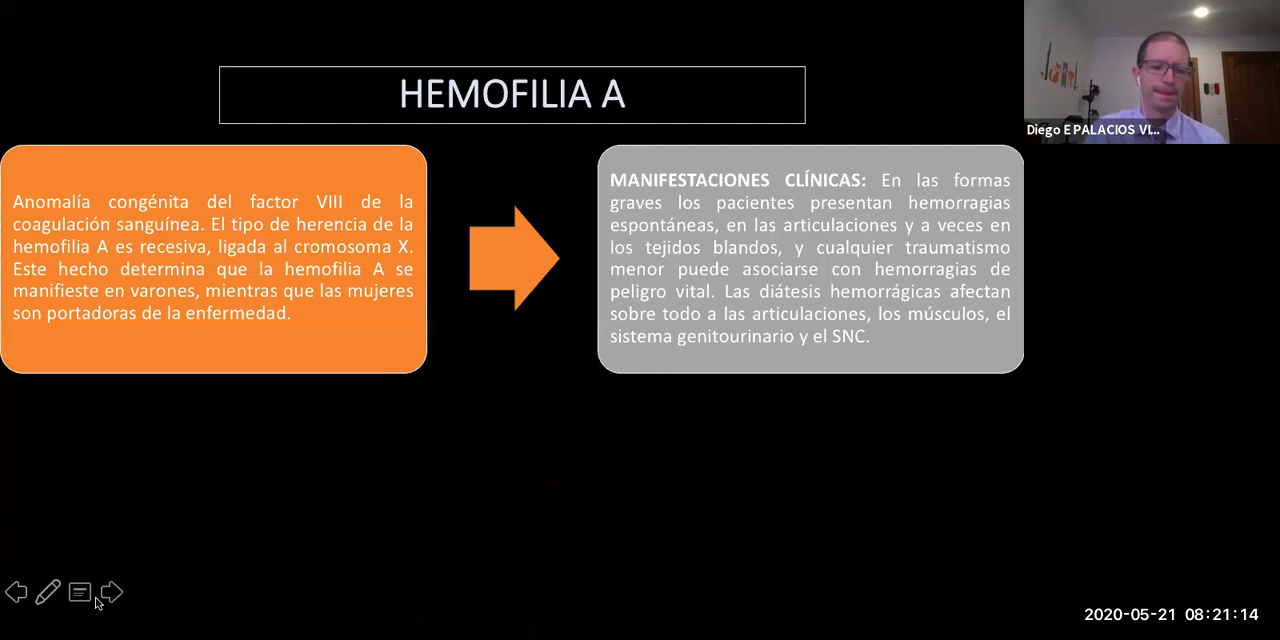 HEMOFILIA A
Anomalía congénita del factor VIII de la
coagulación sanguínea. El tipo de herencia de la
hemofilia A es recesiva, ligada al cromosoma X.
Este hecho determina que la hemofilia A se
manifieste en varones, mientras que las mujeres
son portadoras de la enfermedad.
MANIFESTACIONES CLÍNICAS: En las formas
graves los pacientes presentan hemorragias
espontáneas, en las articulaciones y a veces en
los tejidos blandos, y cualquier traumatismo
menor puede asociarse con hemorragias de
peligro vital. Las diátesis hemorrágicas afectan
sobre todo a las articulaciones, los músculos, el
sistema genitourinario y el SNC.
Diego E PALACIOS VI...
2020-05-21 08:21:14